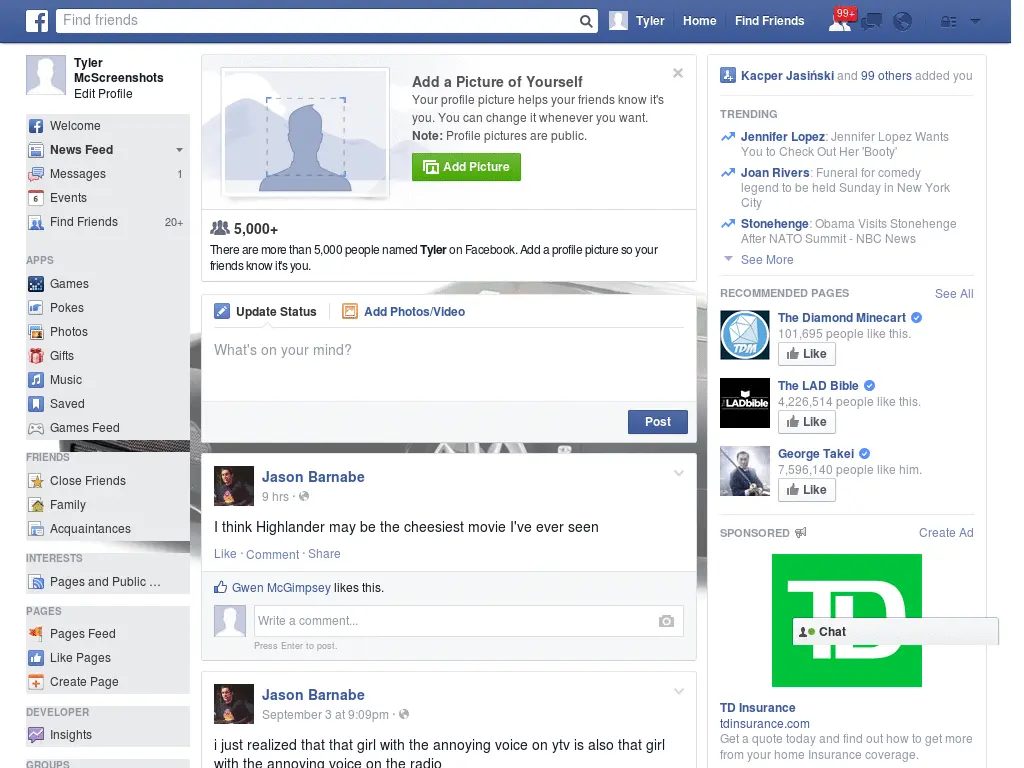 Find friends
Tyler
Home
Find Friends
99+
Tyler
McScreenshots
Edit Profile
Welcome
News Feed
Messages 1
6
Events
Find Friends 20+
APPS
Games
Pokes
Photos
Gifts
Music
Saved
Games Feed
FRIENDS
Close Friends
Family
Acquaintances
INTERESTS
Pages and Public ...
PAGES
Pages Feed
Like Pages
Create Page
DEVELOPER
Insights
GROUPS
Add a Picture of Yourself
Your profile picture helps your friends know it's
you. You can change it whenever you want.
Note: Profile pictures are public.
Add Picture
5,000+
There are more than 5,000 people named Tyler on Facebook. Add a profile picture so your
friends know it's you.
Update Status
Add Photos/Video
What's on your mind?
Post
Jason Barnabe
9 hrs ·
I think Highlander may be the cheesiest movie I've ever seen
Like · Comment · Share
Gwen McGimpsey likes this.
Write a comment...
Press Enter to post.
Jason Barnabe
September 3 at 9:09pm ·
i just realized that that girl with the annoying voice on ytv is also that girl
with the annoying voice on the radio
Kacper Jasiński and 99 others added you
TRENDING
Jennifer Lopez: Jennifer Lopez Wants
You to Check Out Her 'Booty'
Joan Rivers: Funeral for comedy
legend to be held Sunday in New York
City
Stonehenge: Obama Visits Stonehenge
After NATO Summit - NBC News
See More
RECOMMENDED PAGES
See All
TDM
The Diamond Minecart
101,695 people like this.
Like
LADbible
The LAD Bible
4,226,514 people like this.
Like
George Takei
7,596,140 people like him.
Like
SPONSORED
Create Ad
TD
Chat
TD Insurance
tdinsurance.com
Get a quote today and find out how to get more
from your home Insurance coverage.